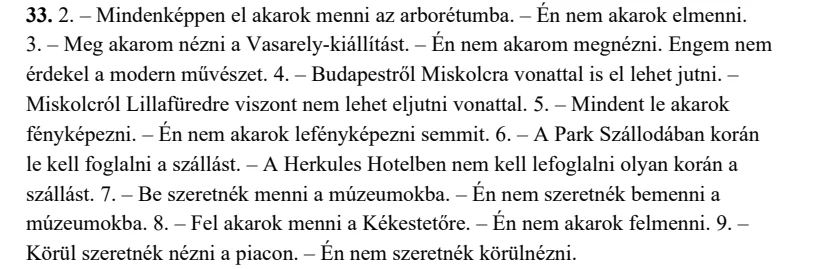 33. 2. – Mindenképpen el akarok menni az arborétumba. – Én nem akarok elmenni.
3. – Meg akarom nézni a Vasarely-kiállítást. – Én nem akarom megnézni. Engem nem
érdekel a modern művészet. 4. – Budapestről Miskolcra vonattal is el lehet jutni. –
Miskolcról Lillafüredre viszont nem lehet eljutni vonattal. 5. – Mindent le akarok
fényképezni. – Én nem akarok lefényképezni semmit. 6. – A Park Szállodában korán
le kell foglalni a szállást. – A Herkules Hotelben nem kell lefoglalni olyan korán a
szállást. 7. – Be szeretnék menni a múzeumokba. – Én nem szeretnék bemenni a
múzeumokba. 8. – Fel akarok menni a Kékestetőre. – Én nem akarok felmenni. 9. –
Körül szeretnék nézni a piacon. – Én nem szeretnék körülnézni.